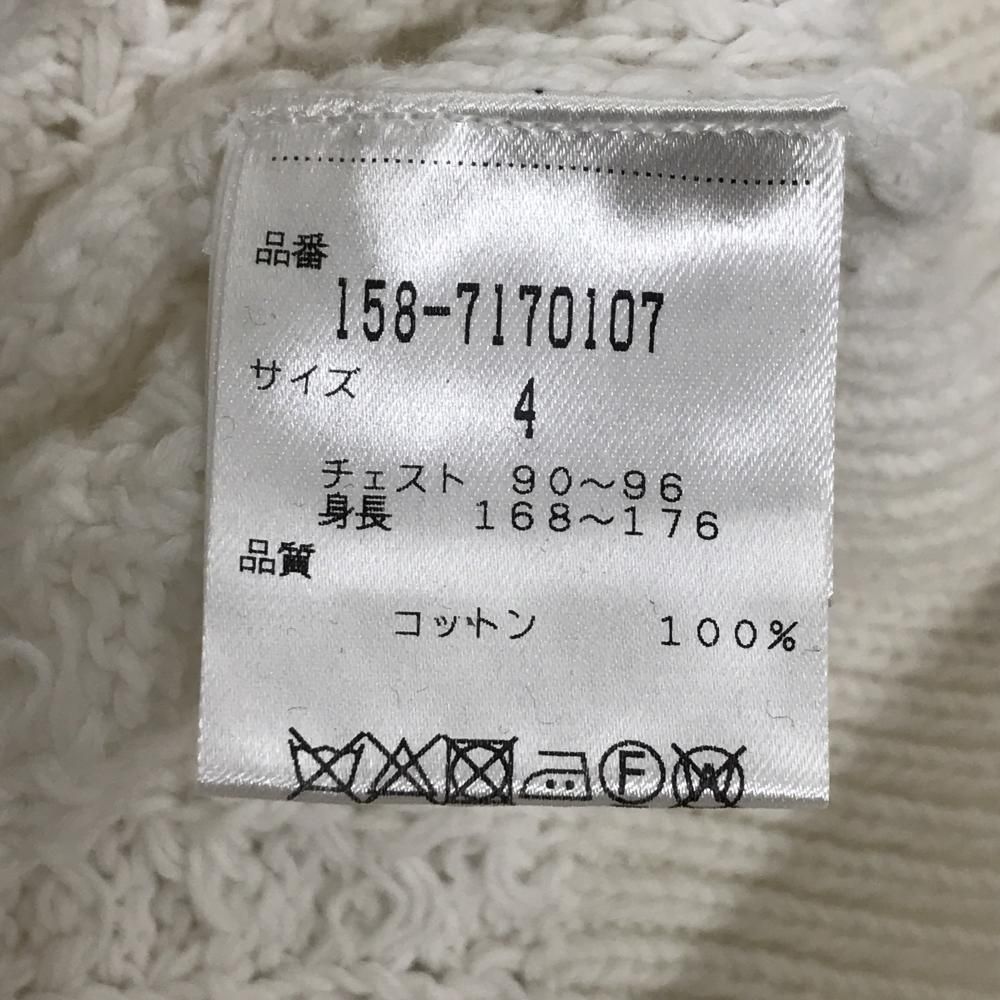 品番
158-7170107
サイズ
4
チェスト 90～96
身長 168～176
品質
コットン 100%
F W